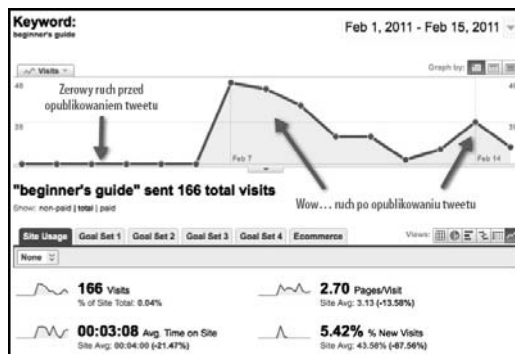 Keyword:
beginner's guide
Feb 1, 2011 - Feb 15, 2011
Visits
Graph by:
Zerowy ruch przed
opublikowaniem tweetu
Feb 7
Feb 14
"beginner's guide" sent 166 total visits
Wow... ruch po opublikowaniu tweetu
Show: non-paid | total | paid
Site Usage Goal Set 1 Goal Set 2 Goal Set 3 Goal Set 4 Ecommerce Views:
None
166 Visits
% of Site Total: 0.04%
2.70 Pages/Visit
Site Avg: 3.13 (-13.58%)
00:03:08 Avg. Time on Site
Site Avg: 00:04:00 (-21.47%)
5.42% % New Visits
Site Avg: 43.58% (-87.56%)